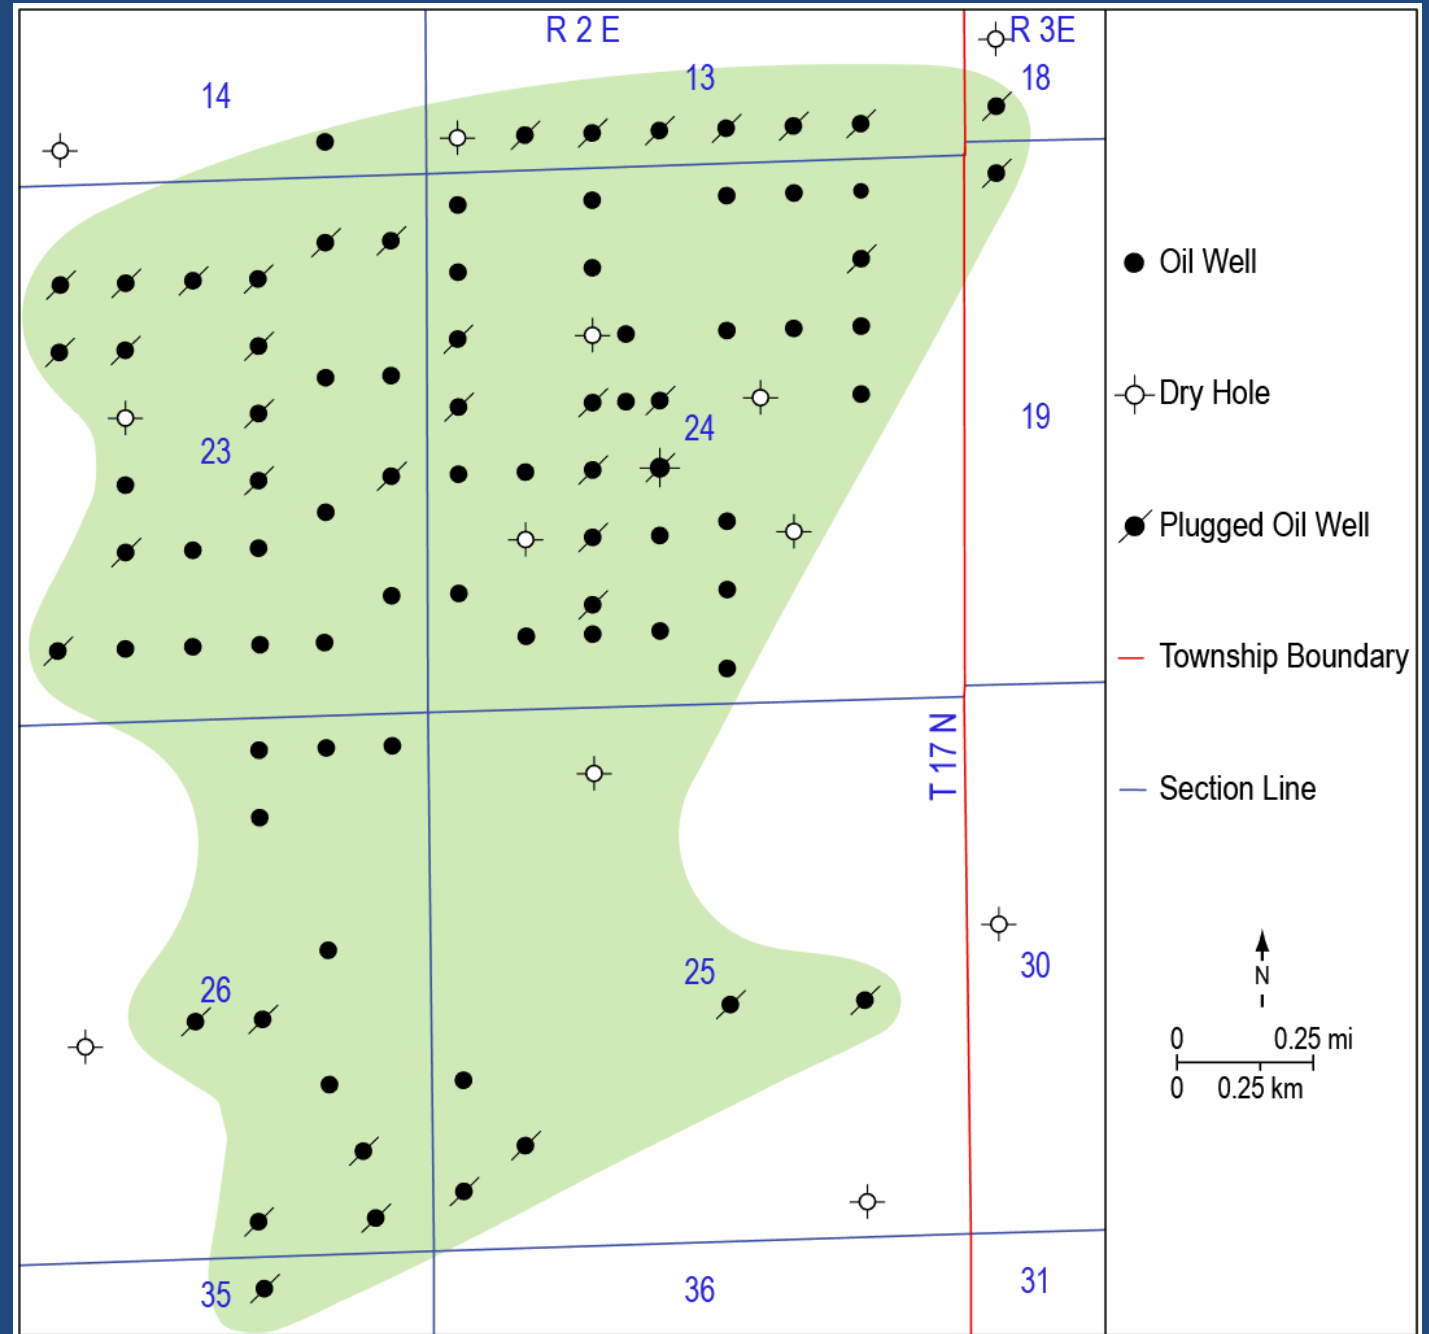 R 2 E
R 3E
14
13
18
23
24
19
T 17 N
26
25
30
35
36
31
Oil Well
Dry Hole
Plugged Oil Well
Township Boundary
Section Line
N
0 0.25 mi
0 0.25 km